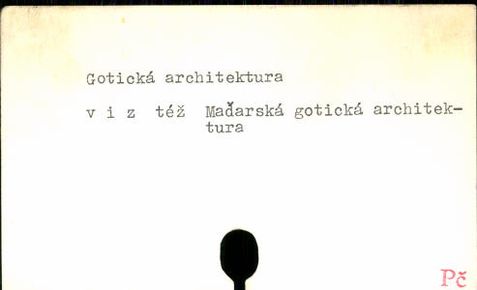 Gotická architektura
v i z též Maďarská gotická architek-
tura
Pč